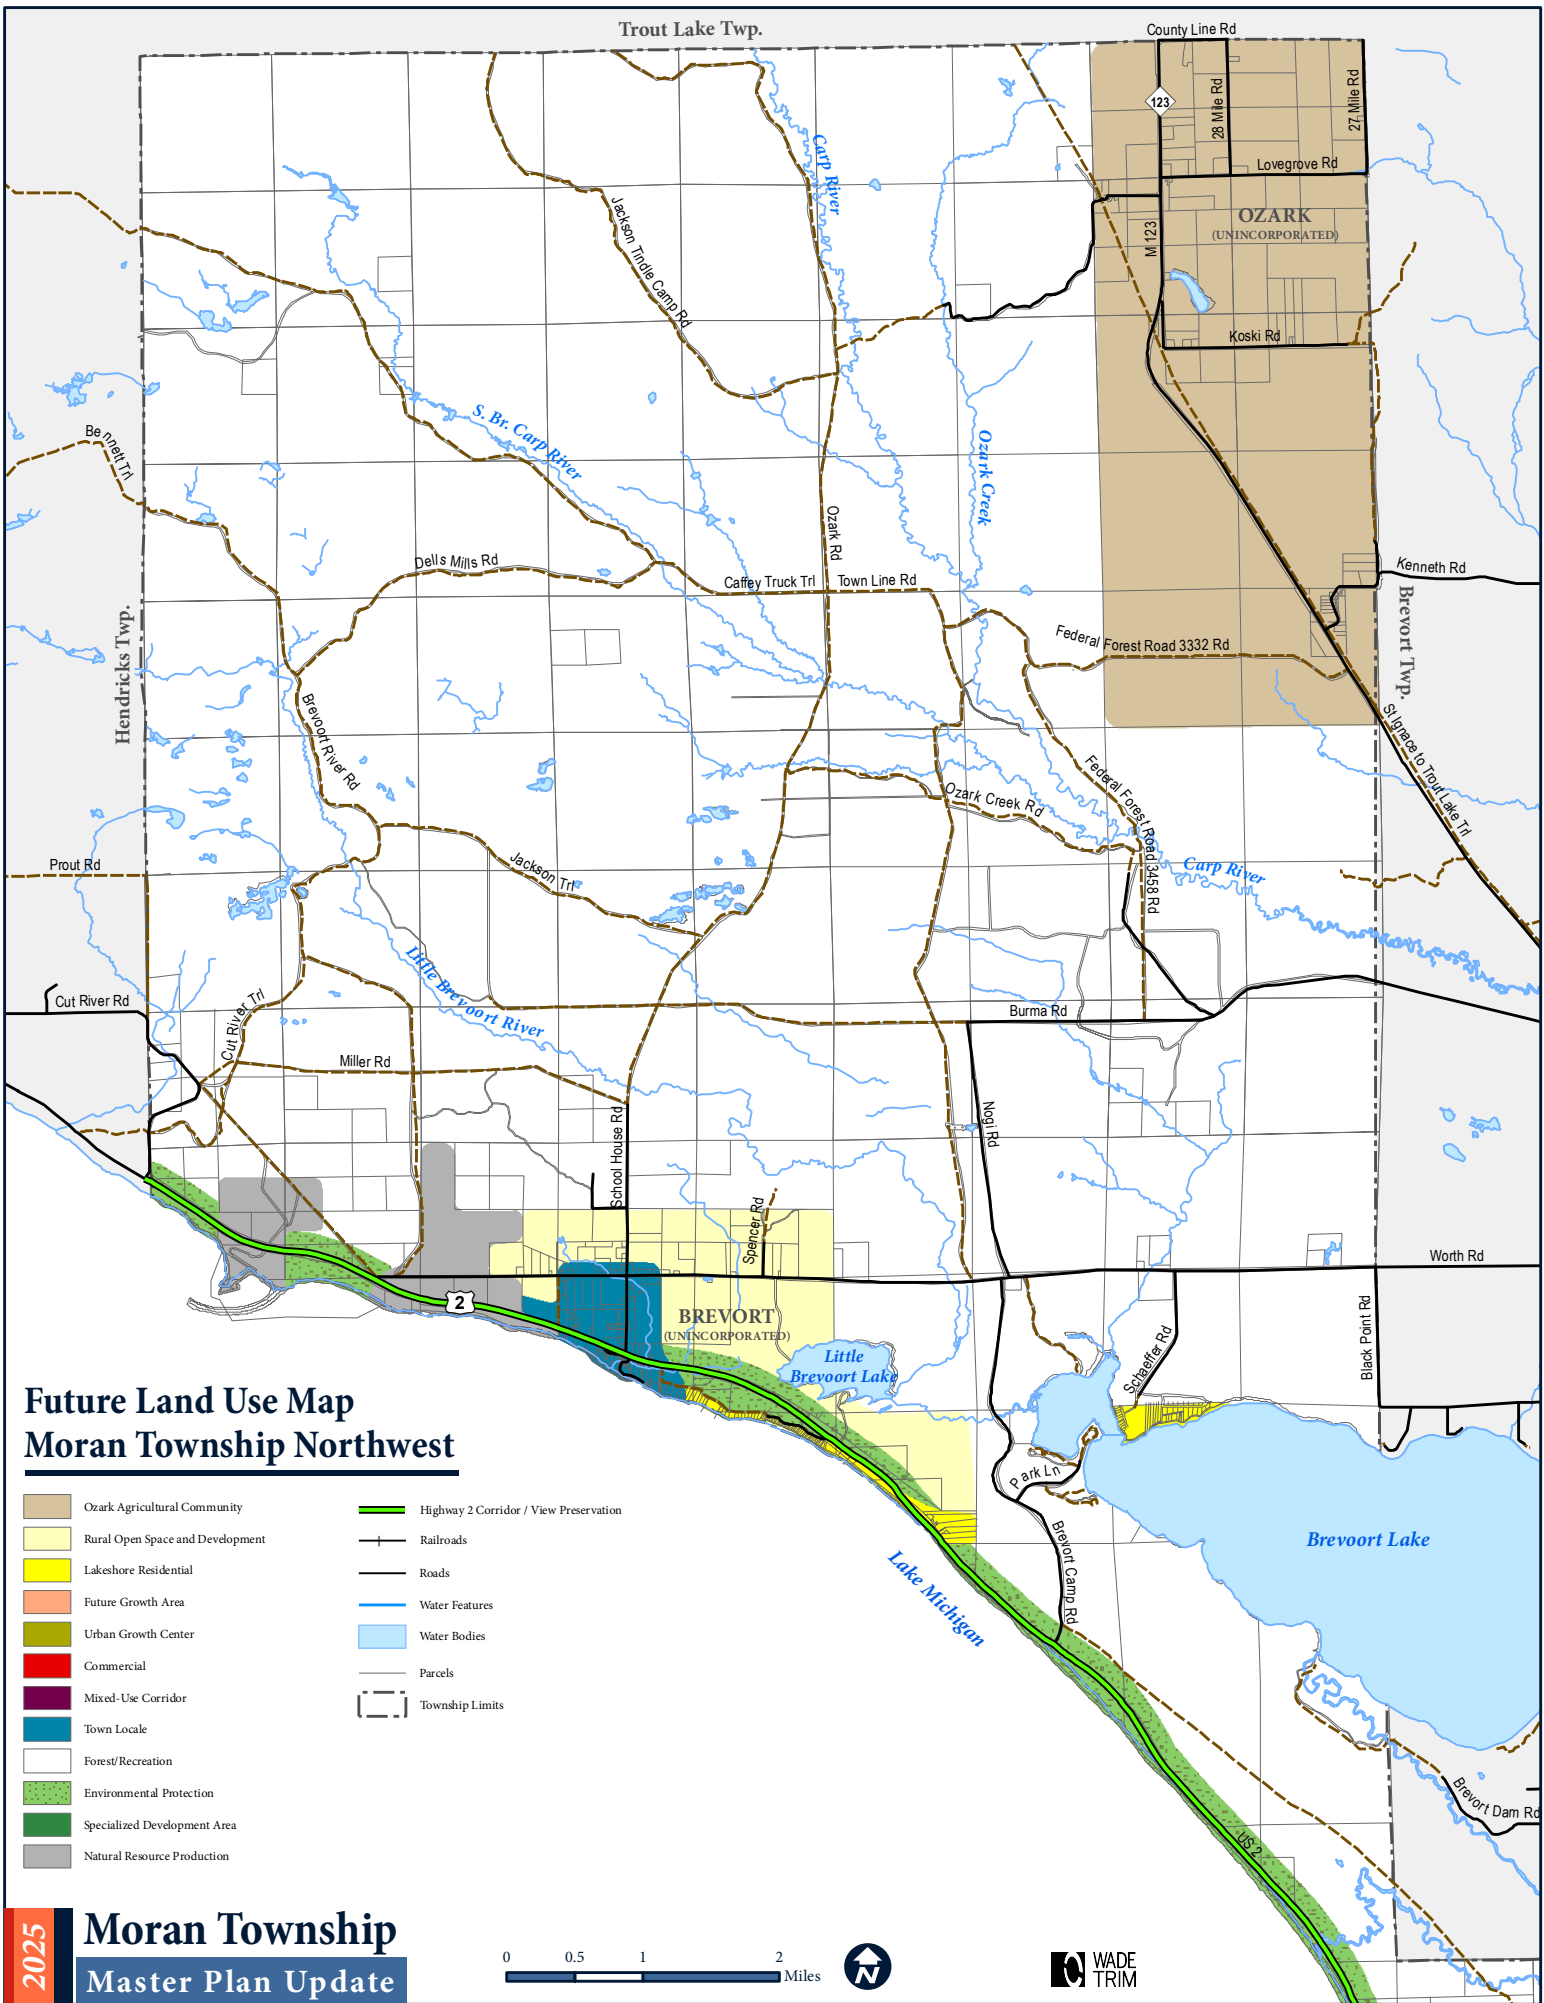 Trout Lake Twp.
County Line Rd
123
28 Mile Rd
27 Mile Rd
Lovegrove Rd
Carp River
OZARK
(UNINCORPORATED)
M 123
Jackson Tindle Camp Rd
Koski Rd
S. Br. Carp River
Bennett Trl
Ozark Creek
Ozark Rd
Dells Mills Rd
Caffey Truck Trl
Town Line Rd
Kenneth Rd
Hendricks Twp.
Brevort Twp.
Federal Forest Road 3332 Rd
Brevoort River Rd
St Ignace to Trout Lake Trl
Federal Forest Road 3458 Rd
Ozark Creek Rd
Prout Rd
Jackson Trl
Carp River
Little Brevoort River
Cut River Rd
Cut River Trl
Burma Rd
Miller Rd
School House Rd
Nogi Rd
Spencer Rd
Worth Rd
2
BREVORT
(UNINCORPORATED)
Black Point Rd
Schaeffer Rd
Little
Brevoort Lake
Park Ln
Brevort Camp Rd
Brevoort Lake
Lake Michigan
US 2
Brevort Dam Rd
Future Land Use Map
Moran Township Northwest
Ozark Agricultural Community
Rural Open Space and Development
Lakeshore Residential
Future Growth Area
Urban Growth Center
Commercial
Mixed-Use Corridor
Town Locale
Forest/Recreation
Environmental Protection
Specialized Development Area
Natural Resource Production
Highway 2 Corridor / View Preservation
Railroads
Roads
Water Features
Water Bodies
Parcels
Township Limits
2025
Moran Township
Master Plan Update
0 0.5 1 2
Miles
N
WADE
TRIM